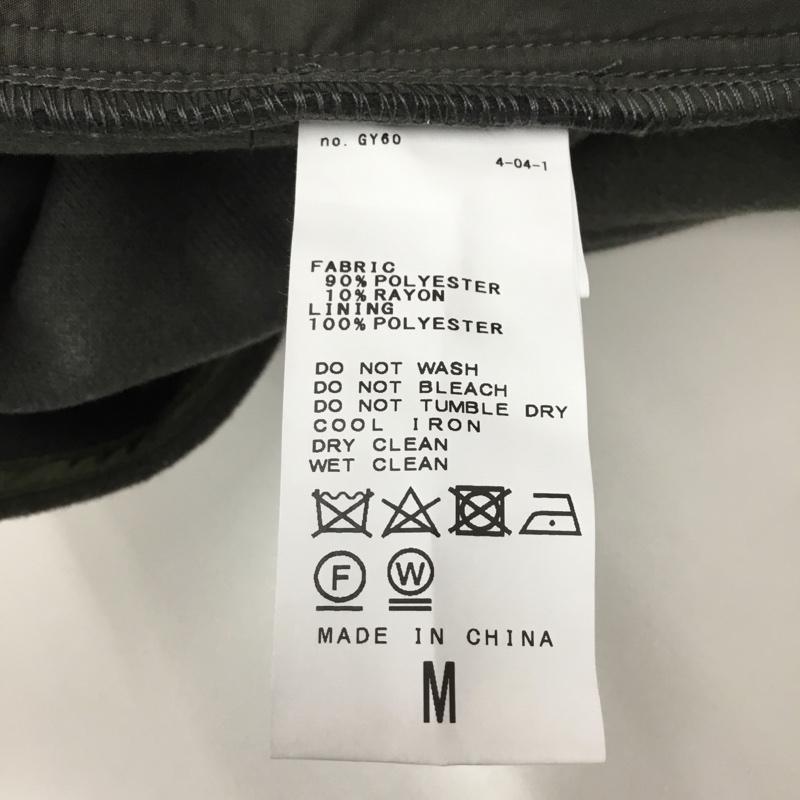 no. GY60
4-04-1
FABRIC
90% POLYESTER
10% RAYON
LINING
100% POLYESTER
DO NOT WASH
DO NOT BLEACH
DO NOT TUMBLE DRY
COOL IRON
DRY CLEAN
WET CLEAN
F W
MADE IN CHINA
M